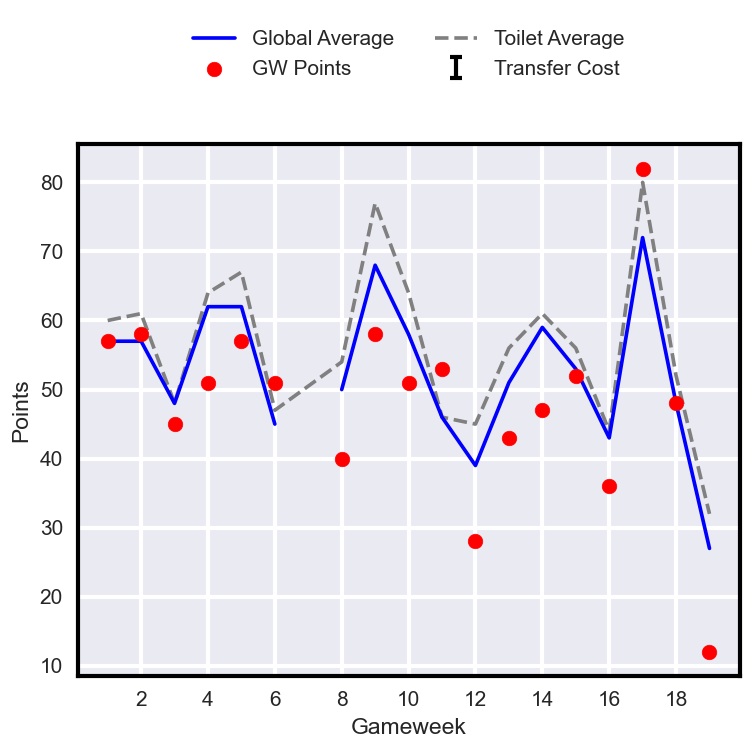 Global Average
Toilet Average
GW Points
Transfer Cost
80
70
60
50
40
30
20
10
Points
2 4 6 8 10 12 14 16 18
Gameweek